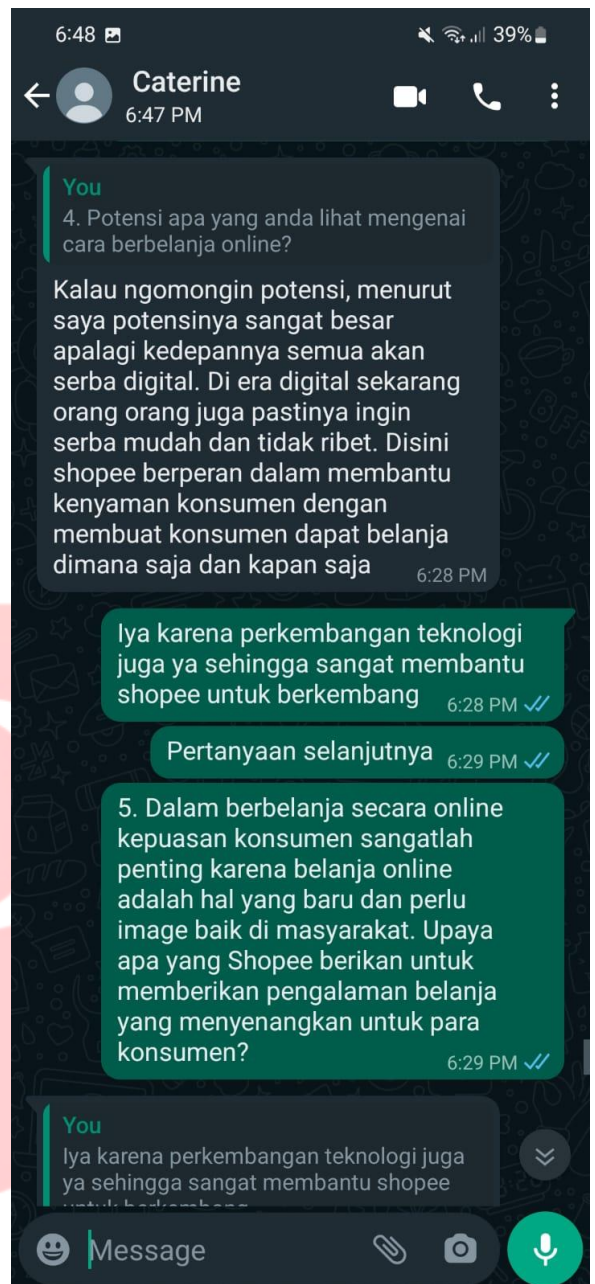 6:48
39%
Caterine
6:47 PM
You
4. Potensi apa yang anda lihat mengenai
cara berbelanja online?
Kalau ngomongin potensi, menurut
saya potensinya sangat besar
apalagi kedepannya semua akan
serba digital. Di era digital sekarang
orang orang juga pastinya ingin
serba mudah dan tidak ribet. Disini
shopee berperan dalam membantu
kenyaman konsumen dengan
membuat konsumen dapat belanja
dimana saja dan kapan saja
6:28 PM
Iya karena perkembangan teknologi
juga ya sehingga sangat membantu
shopee untuk berkembang
6:28 PM
Pertanyaan selanjutnya
6:29 PM
5. Dalam berbelanja secara online
kepuasan konsumen sangatlah
penting karena belanja online
adalah hal yang baru dan perlu
image baik di masyarakat. Upaya
apa yang Shopee berikan untuk
memberikan pengalaman belanja
yang menyenangkan untuk para
konsumen?
6:29 PM
You
Iya karena perkembangan teknologi juga
ya sehingga sangat membantu shopee
untuk berkembang
Message